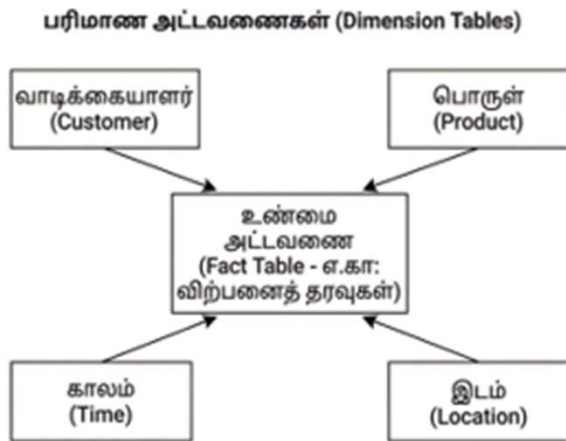 பரிமாண அட்டவணைகள் (Dimension Tables)
வாடிக்கையாளர்
(Customer)
பொருள்
(Product)
உண்மை
அட்டவணை
(Fact Table - எ.கா:
விற்பனைத் தரவுகள்)
காலம்
(Time)
இடம்
(Location)